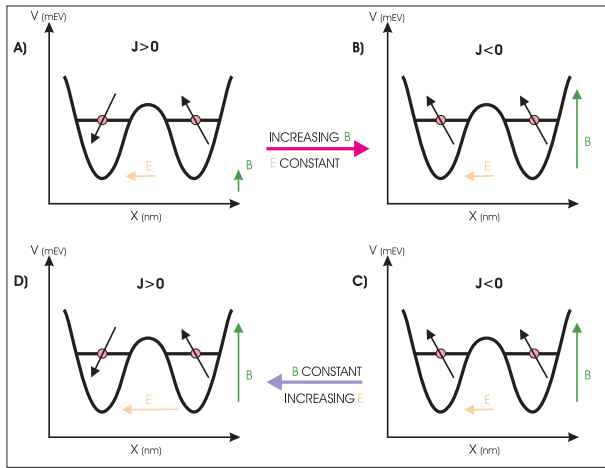 V (mEV)
A)
J>0
E
B
X (nm)
INCREASING B
E CONSTANT
V (mEV)
B)
J<0
E
B
X (nm)
V (mEV)
D)
J>0
E
B
X (nm)
B CONSTANT
INCREASING E
V (mEV)
C)
J<0
E
B
X (nm)